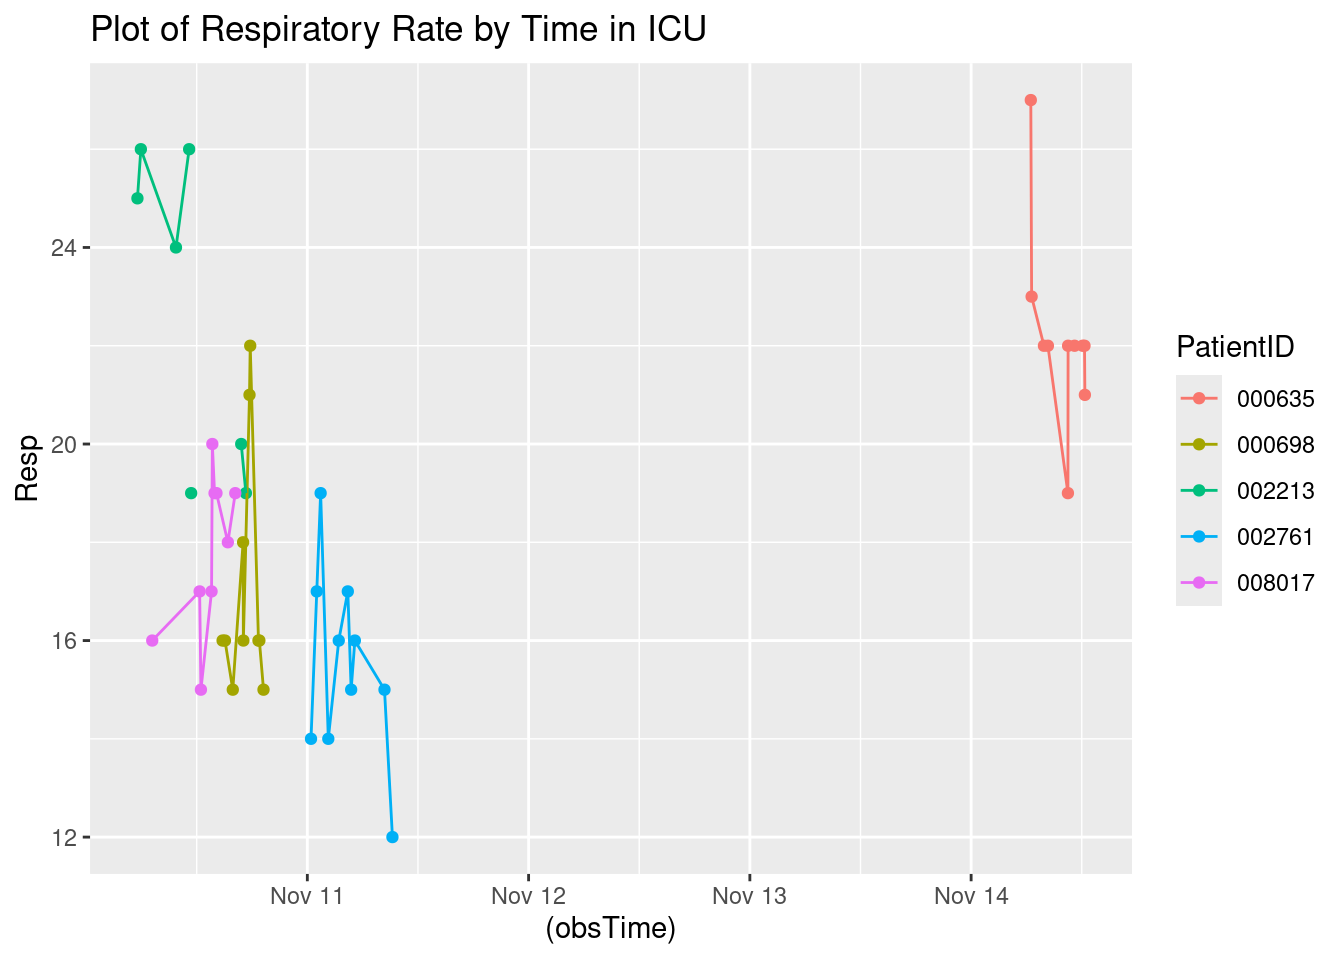 Plot of Respiratory Rate by Time in ICU
Resp
24
20
16
12
Nov 11 Nov 12 Nov 13 Nov 14
(obsTime)
PatientID
000635
000698
002213
002761
008017